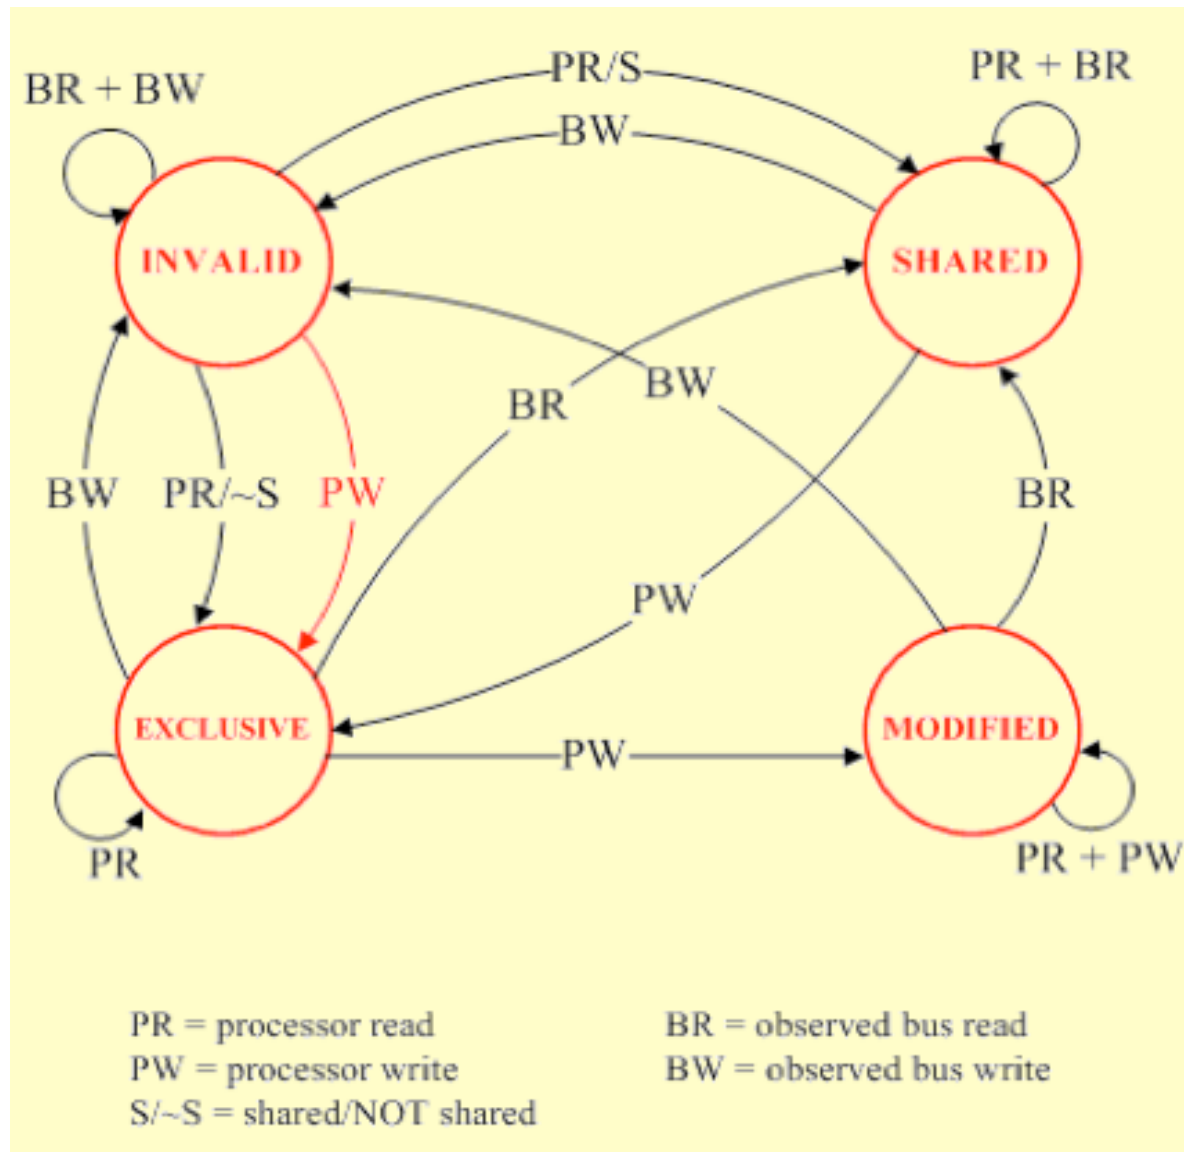 PR/S
PR + BR
BR + BW
BW
INVALID
SHARED
BW
BR
BW
PR/~S
PW
BR
PW
EXCLUSIVE
MODIFIED
PW
PR
PR + PW
PR = processor read
BR = observed bus read
PW = processor write
BW = observed bus write
S/~S = shared/NOT shared